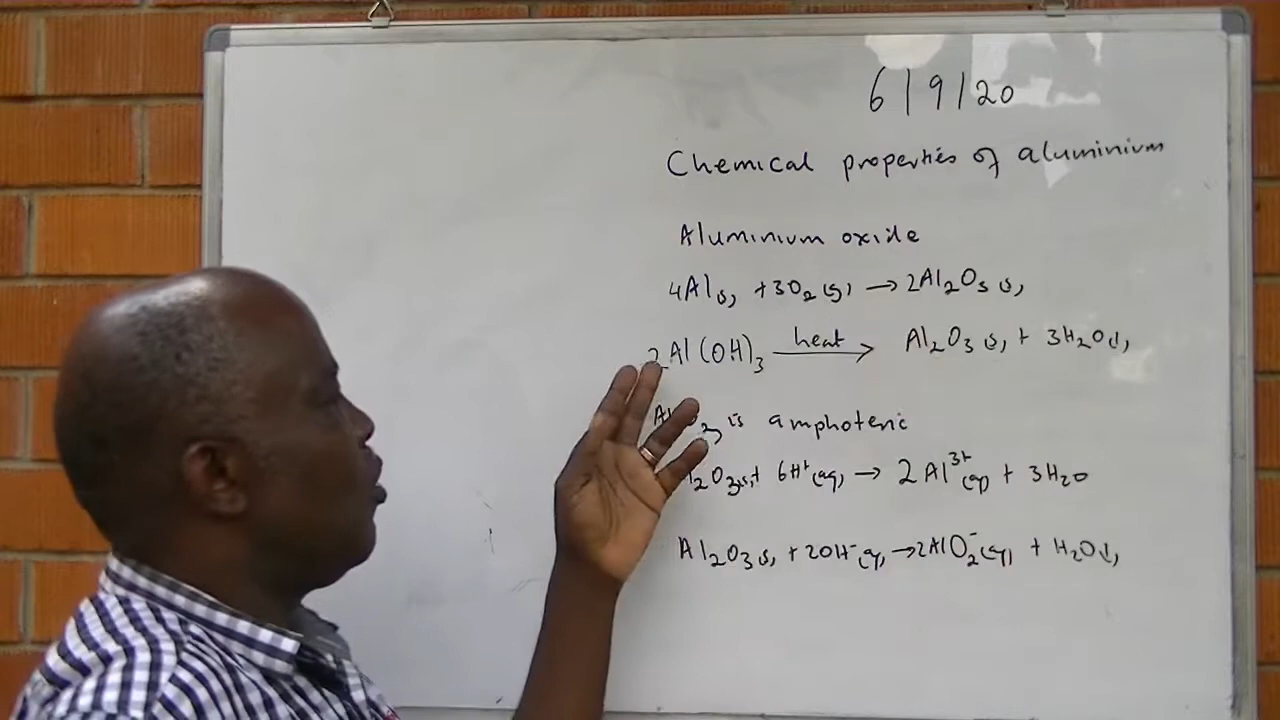 6/9/20
Chemical properties of aluminium
Aluminium oxide
4Al(s) + 3O₂(g) → 2Al₂O₃(s)
2Al(OH)₃ heat → Al₂O₃(s) + 3H₂O(l)
is amphoteric
₂O₃(s) + 6H⁺(aq) → 2Al³⁺(aq) + 3H₂O
Al₂O₃(s) + 2OH⁻(aq) → 2AlO₂⁻(aq) + H₂O(l)